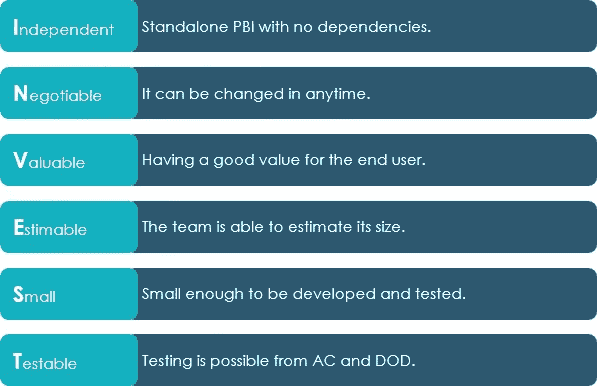 Independent Standalone PBI with no dependencies.
Negotiable It can be changed in anytime.
Valuable Having a good value for the end user.
Estimable The team is able to estimate its size.
Small Small enough to be developed and tested.
Testable Testing is possible from AC and DOD.